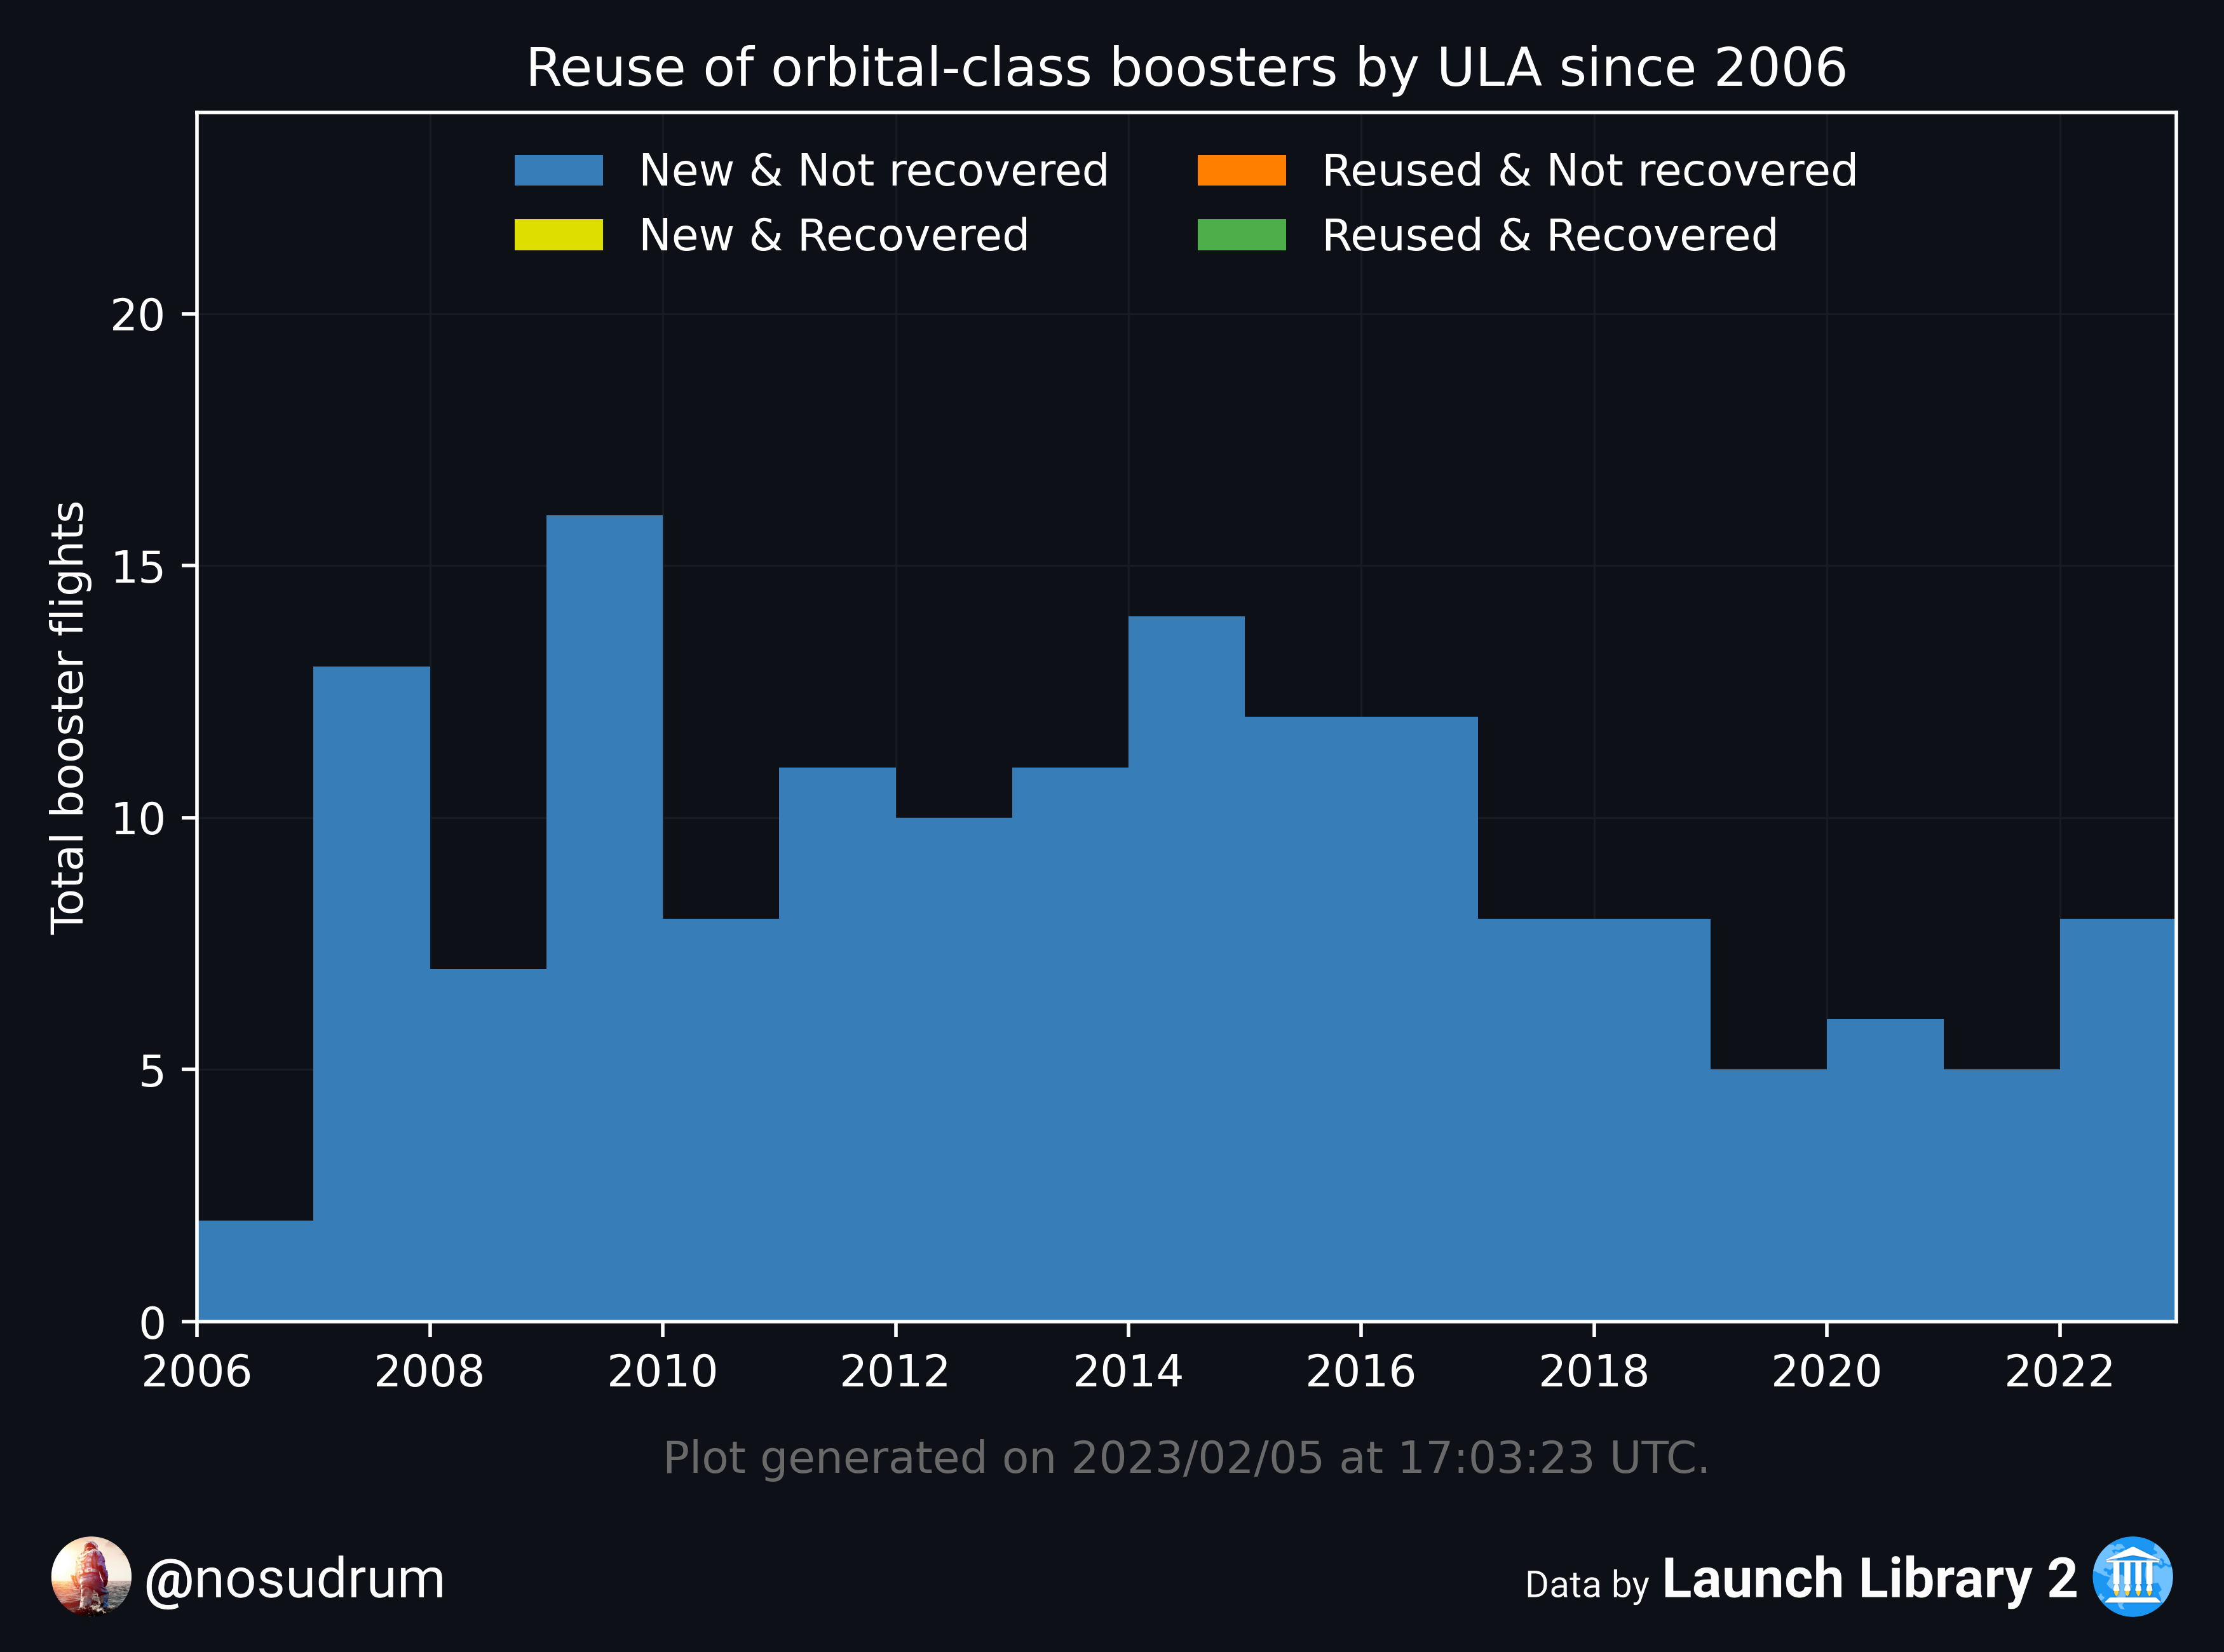 Reuse of orbital-class boosters by ULA since 2006
New & Not recovered
New & Recovered
Reused & Not recovered
Reused & Recovered
Total booster flights
20
15
10
5
0
2006 2008 2010 2012 2014 2016 2018 2020 2022
Plot generated on 2023/02/05 at 17:03:23 UTC.
@nosudrum
Data by Launch Library 2